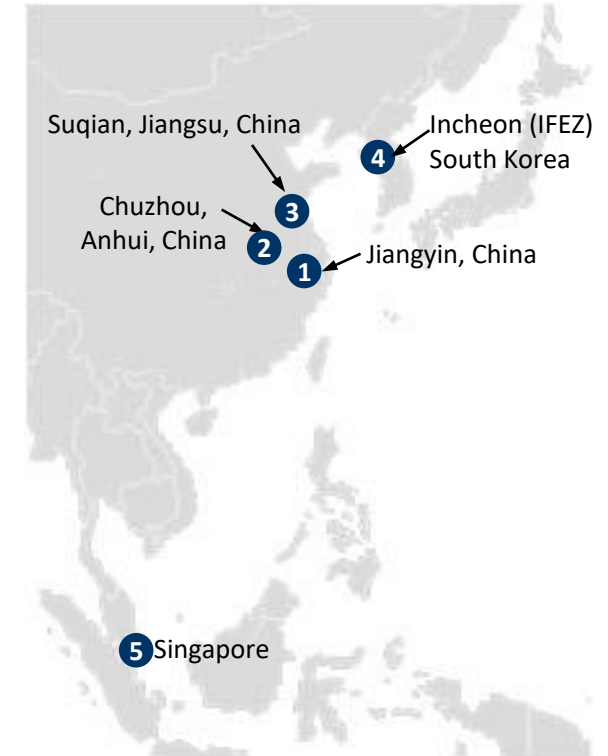 Suqian, Jiangsu, China
Incheon (IFEZ)
South Korea
4
Chuzhou,
Anhui, China
3
2
Jiangyin, China
1
5
Singapore